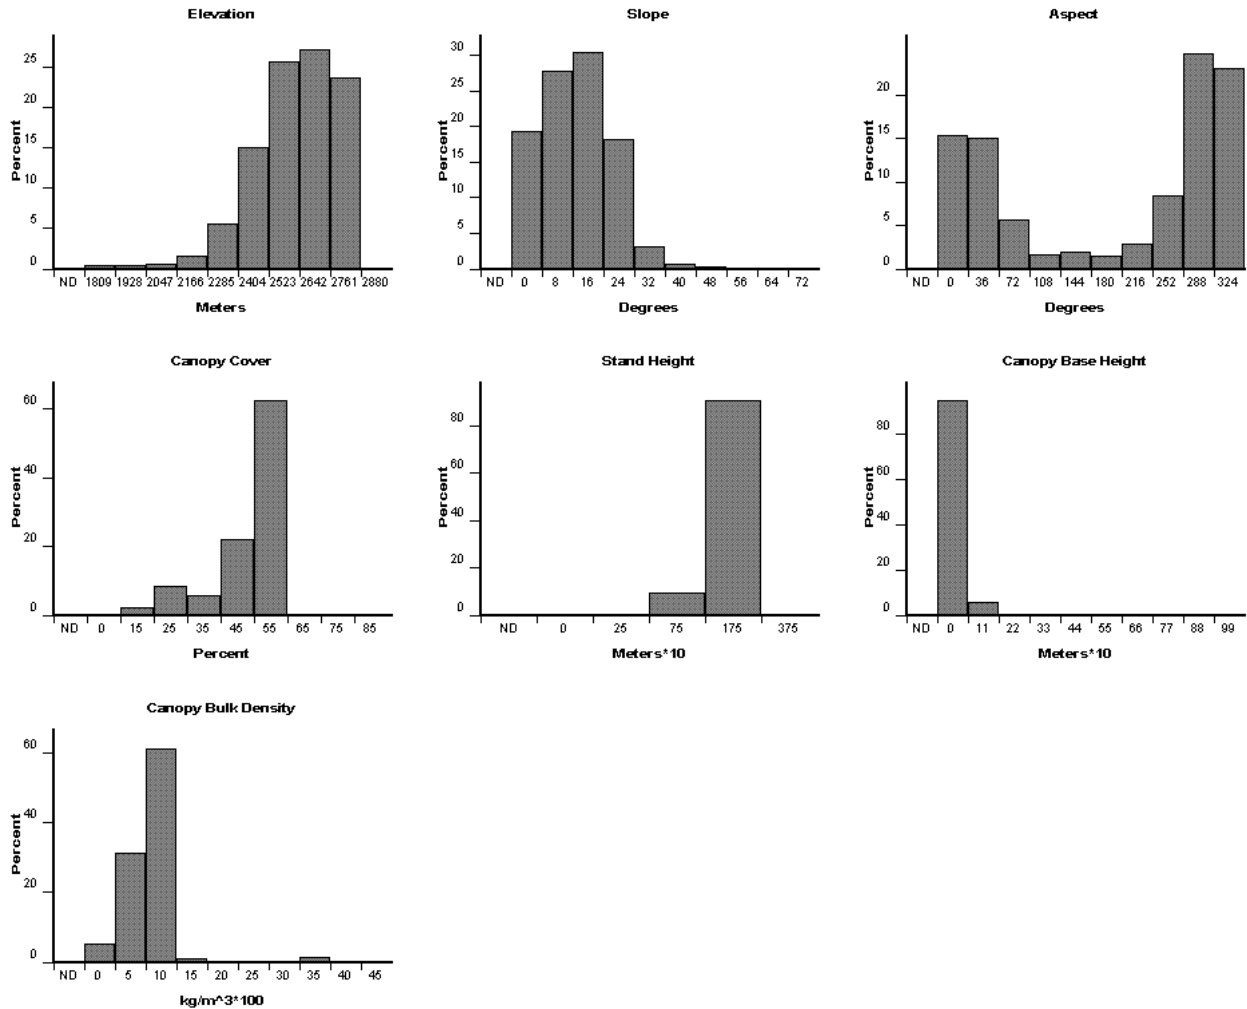 Elevation
Percent
25
20
15
10
5
0
ND 1809 1928 2047 2166 2285 2404 2523 2642 2761 2880
Meters
Slope
Percent
30
25
20
15
10
5
0
ND 0 8 16 24 32 40 48 56 64 72
Degrees
Aspect
Percent
20
15
10
5
0
ND 0 36 72 108 144 180 216 252 288 324
Degrees
Canopy Cover
Percent
60
40
20
0
ND 0 15 25 35 45 55 65 75 85
Percent
Stand Height
Percent
80
60
40
20
0
ND 0 25 75 175 375
Meters*10
Canopy Base Height
Percent
80
60
40
20
0
ND 0 11 22 33 44 55 66 77 88 99
Meters*10
Canopy Bulk Density
Percent
60
40
20
0
ND 0 5 10 15 20 25 30 35 40 45
kg/m^3*100